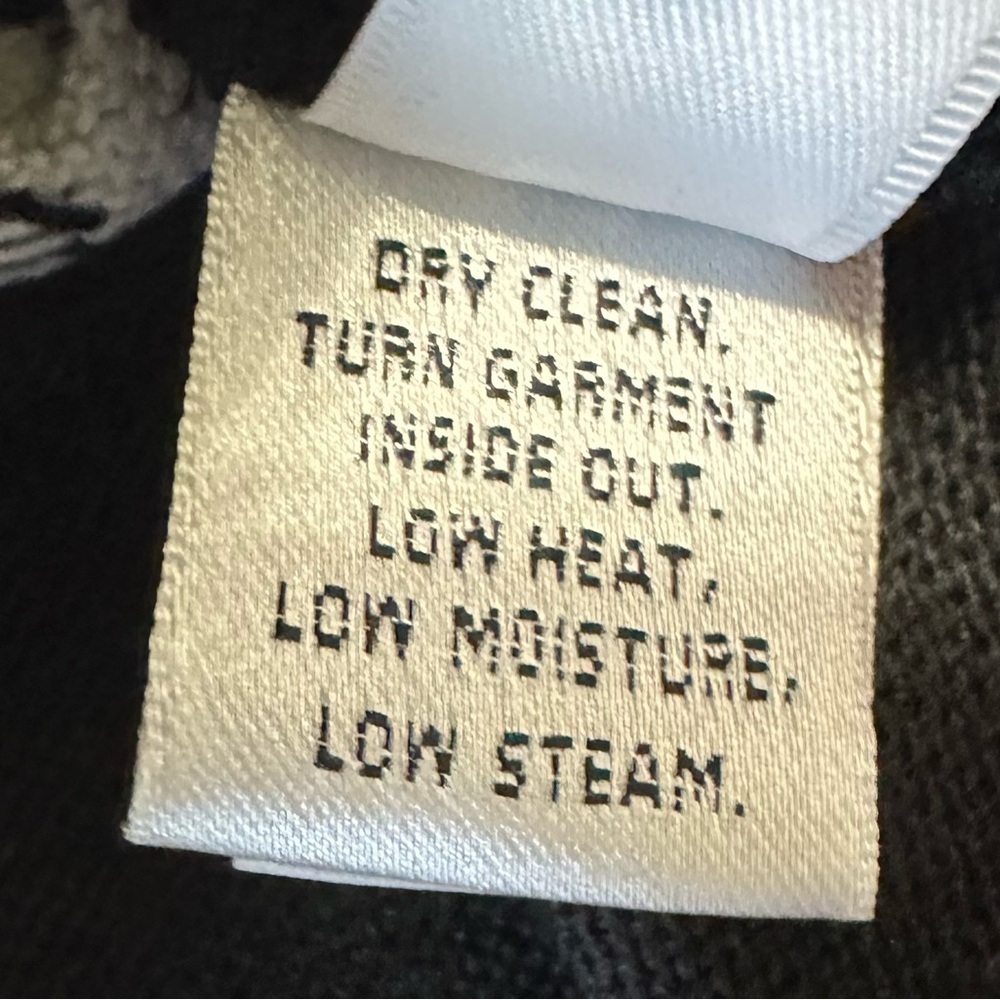 DRY CLEAN.
TURN GARMENT
INSIDE OUT.
LOW HEAT,
LOW MOISTURE,
LOW STEAM.